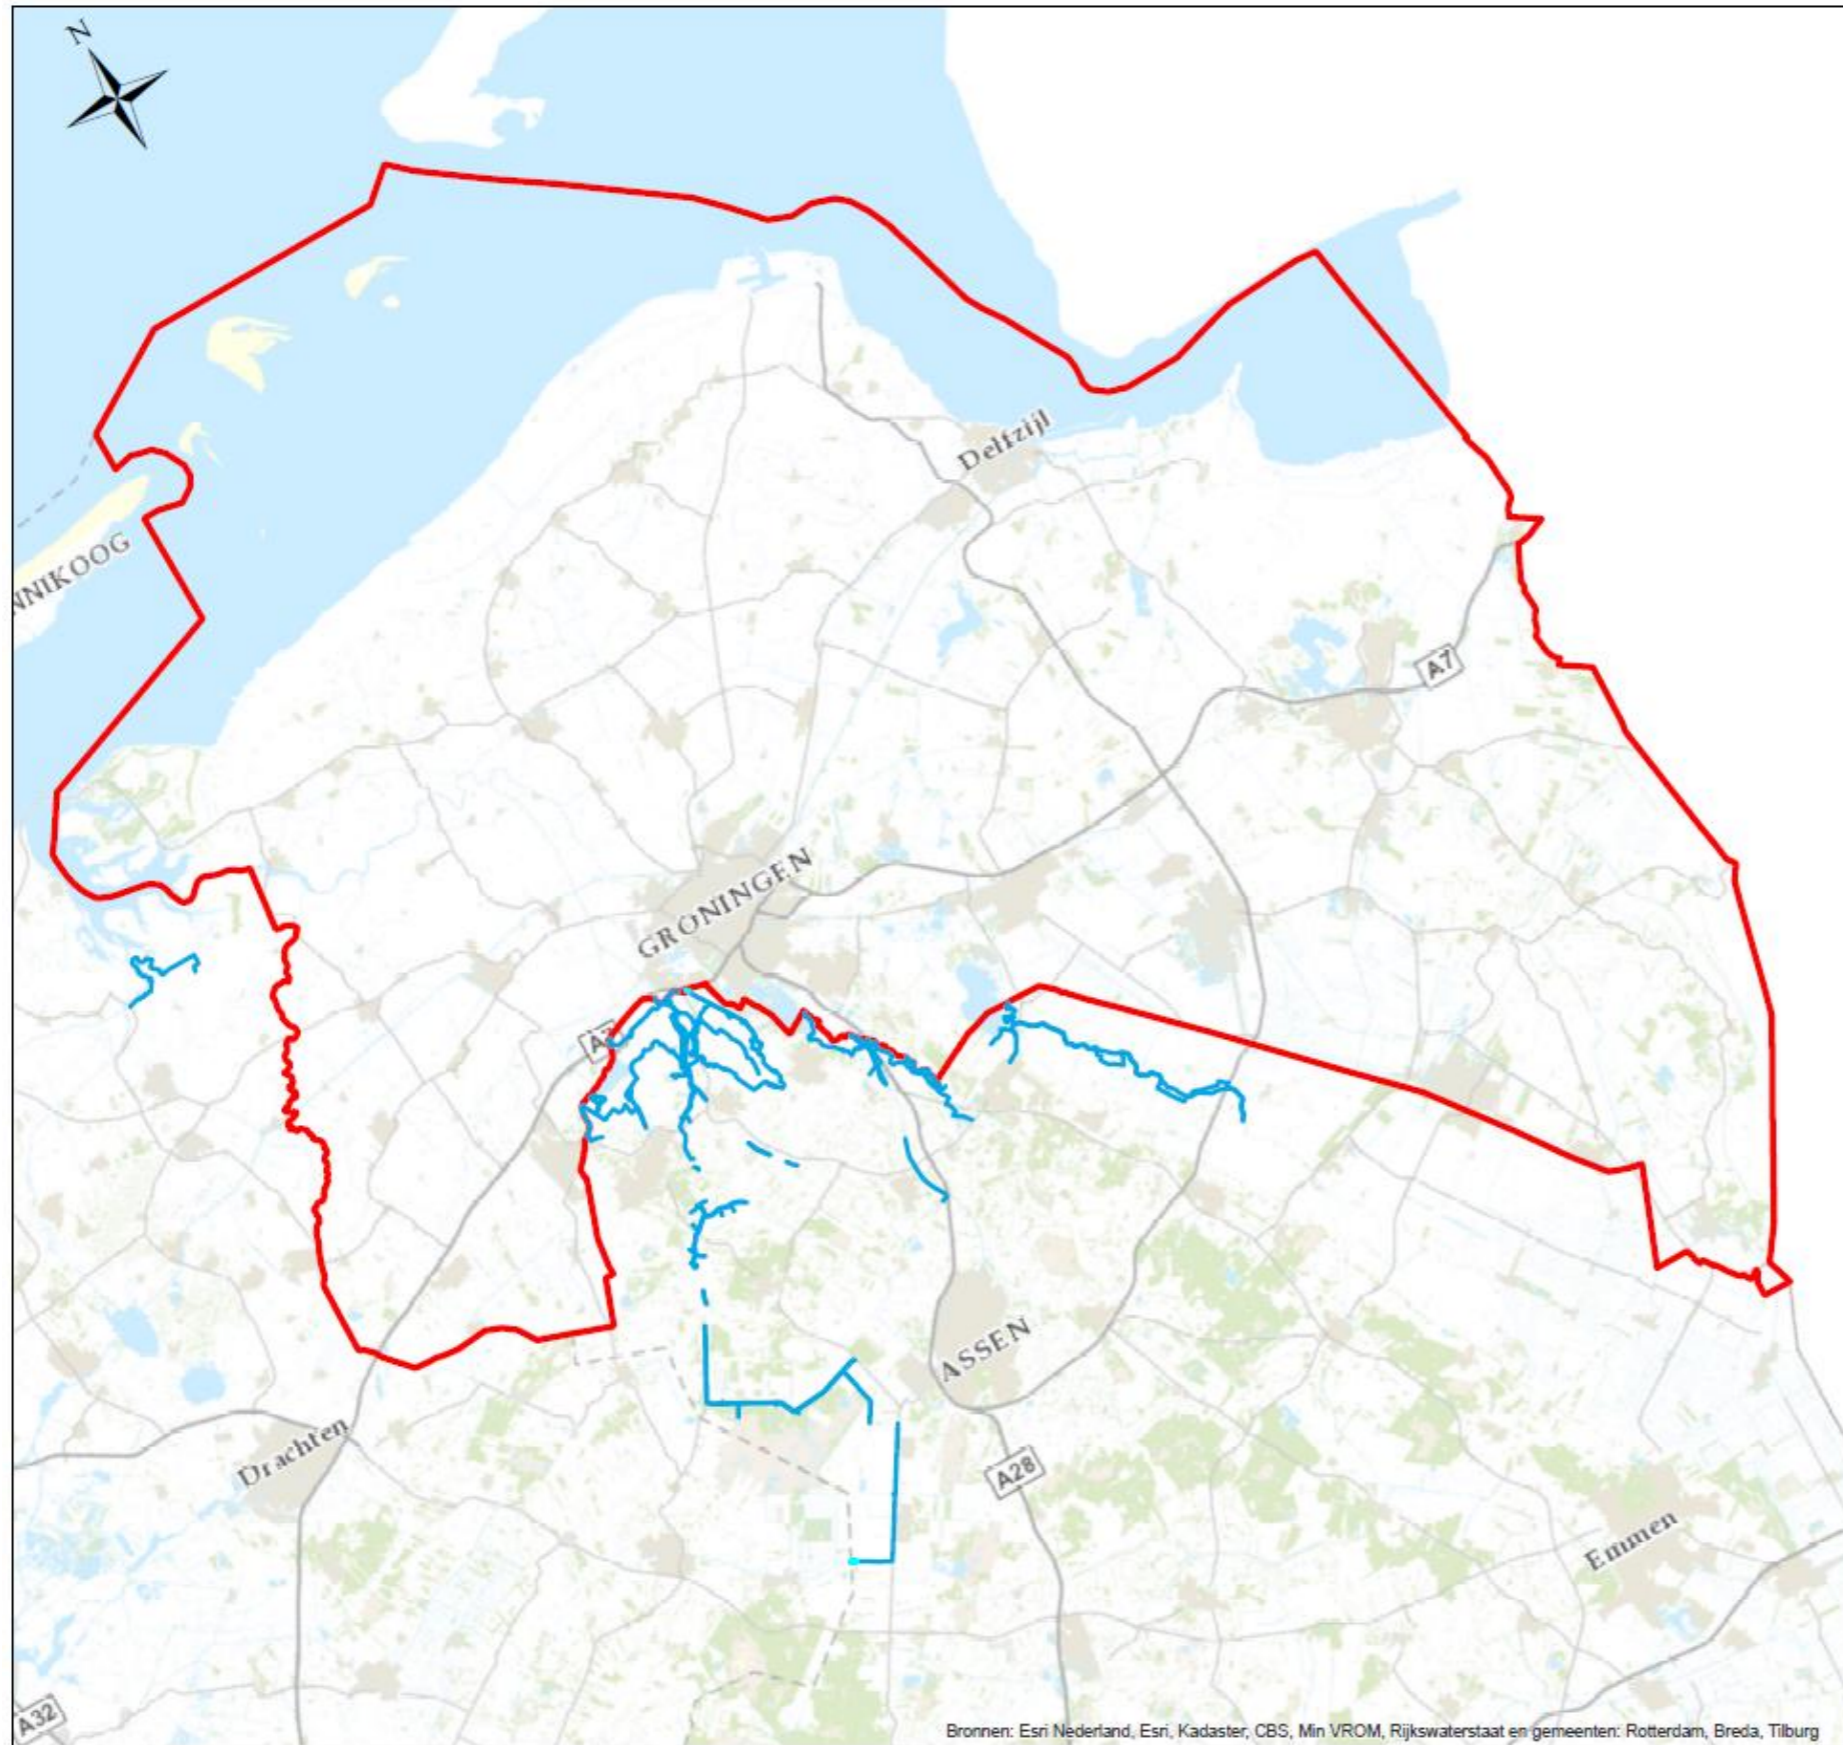 N
Delfzijl
NNIKOOG
A7
GRONINGEN
A7
ASSEN
Drachten
A28
Emmen
A32
Bronnen: Esri Nederland, Esri, Kadaster, CBS, Min VROM, Rijkswaterstaat en gemeenten: Rotterdam, Breda, Tilburg